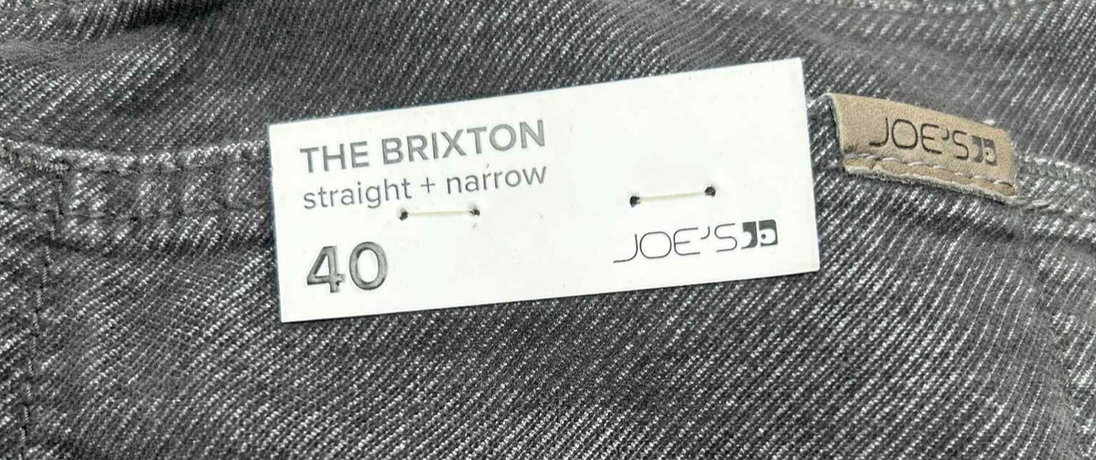 THE BRIXTON
straight + narrow
40
JOE'S
JOE'S